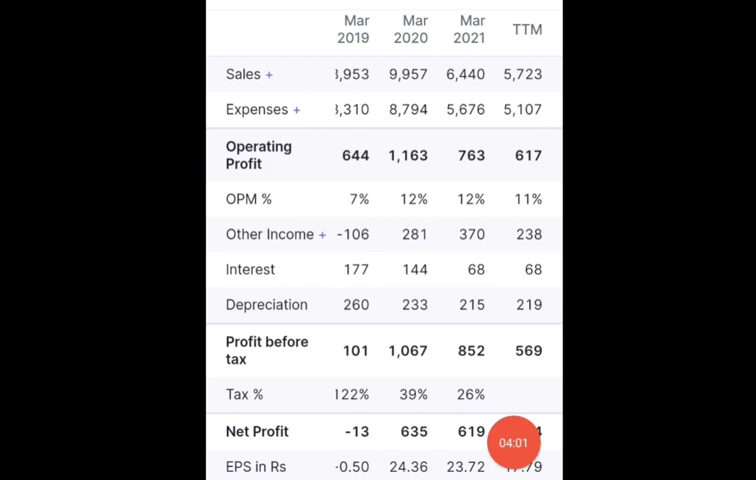 Mar Mar Mar TTM
2019 2020 2021
Sales + 9,957 6,440 5,723
Expenses + 8,794 5,676 5,107
Operating
Profit 644 1,163 763 617
OPM % 7% 12% 12% 11%
Other Income + -106 281 370 238
Interest 177 144 68 68
Depreciation 260 233 215 219
Profit before
tax 101 1,067 852 569
Tax % 122% 39% 26%
Net Profit -13 635 619
04:01
EPS in Rs -0.50 24.36 23.72